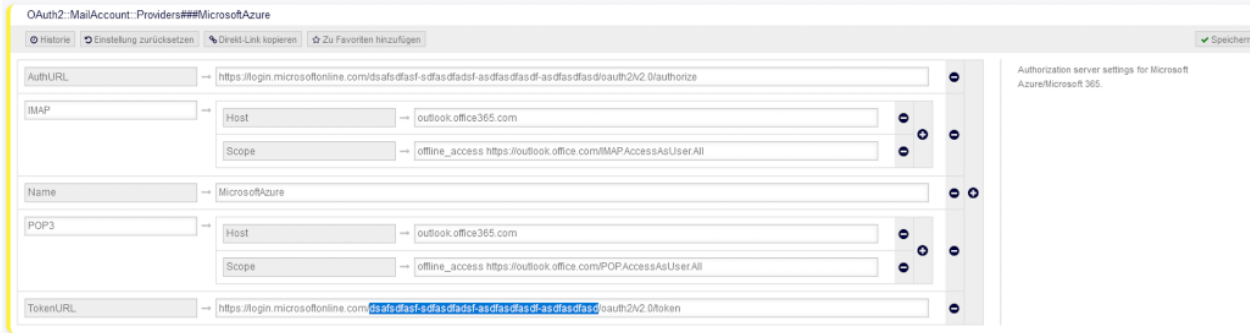 OAuth2::MailAccount::Providers###MicrosoftAzure
Historie Einstellung zurücksetzen Direkt-Link kopieren Zu Favoriten hinzufügen Speichern
AuthURL → https://login.microsoftonline.com/dsafsdfasf-sdfasdfadsf-asdfasdfasdf-asdfasdfasd/oauth2/v2.0/authorize
Authorization server settings for Microsoft
Azure/Microsoft 365.
IMAP →
Host → outlook.office365.com
Scope → offline_access https://outlook.office.com/IMAP.AccessAsUser.All
Name → MicrosoftAzure
POP3 →
Host → outlook.office365.com
Scope → offline_access https://outlook.office.com/POP.AccessAsUser.All
TokenURL → https://login.microsoftonline.com/dsafsdfasf-sdfasdfadsf-asdfasdfasdf-asdfasdfasd/oauth2/v2.0/token